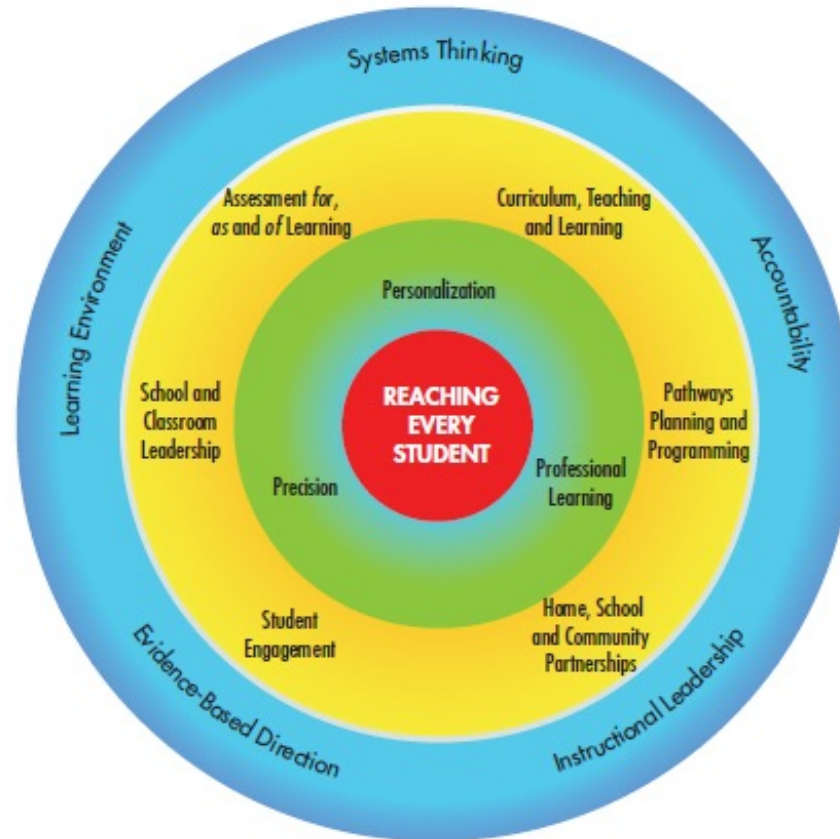 Systems Thinking
Assessment for,
as and of Learning
Curriculum, Teaching
and Learning
Learning Environment
Accountability
Personalization
School and
Classroom
Leadership
REACHING
EVERY
STUDENT
Pathways
Planning and
Programming
Precision
Professional
Learning
Student
Engagement
Home, School
and Community
Partnerships
Evidence-Based Direction
Instructional Leadership